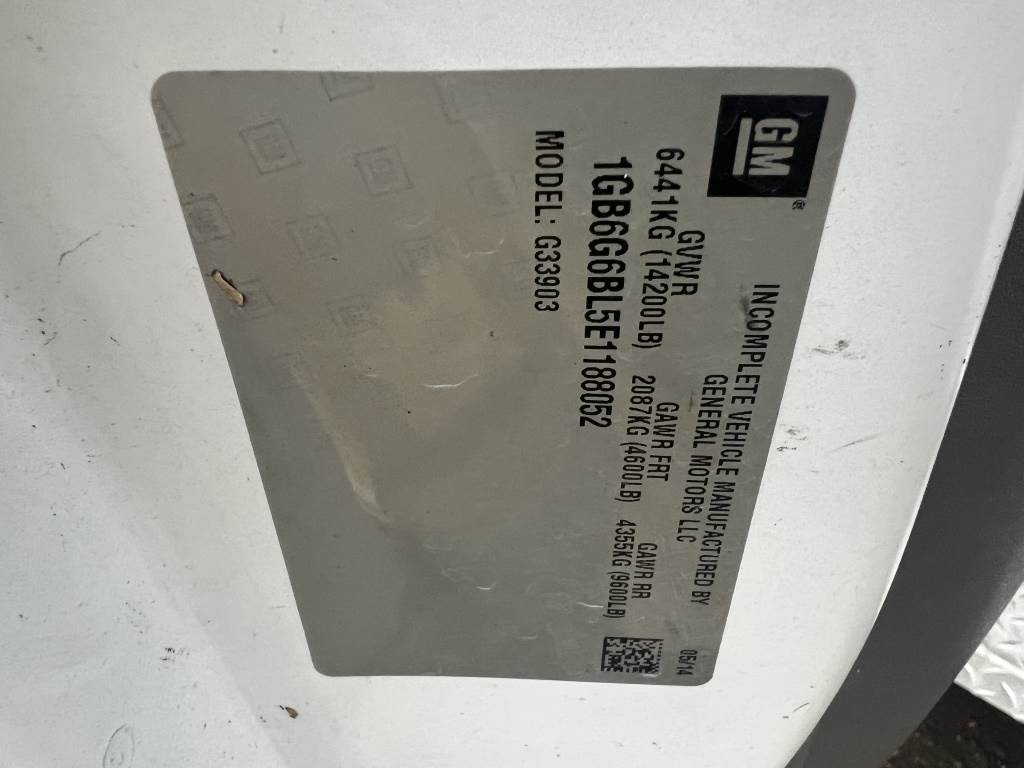 GM®
INCOMPLETE VEHICLE MANUFACTURED BY
GENERAL MOTORS LLC
05/14
GVWR GAWR FRT GAWR RR
6441KG (14200LB) 2087KG (4600LB) 4355KG (9600LB)
1GB6G6BL5E1188052
MODEL: G33903